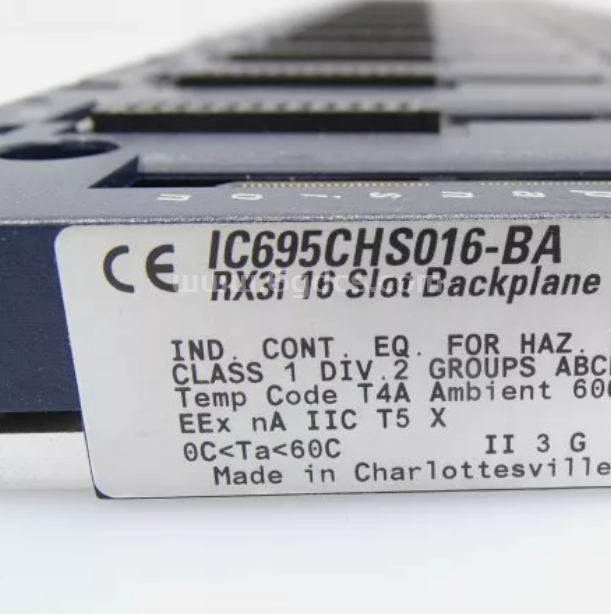 IC695CHS016-BA
RX3i 16 Slot Backplane
IND. CONT. EQ. FOR HAZ.
CLASS 1 DIV.2 GROUPS ABC
Temp Code T4A Ambient 60
EEx nA IIC T5 X
0C<Ta<60C II 3 G
Made in Charlottesville